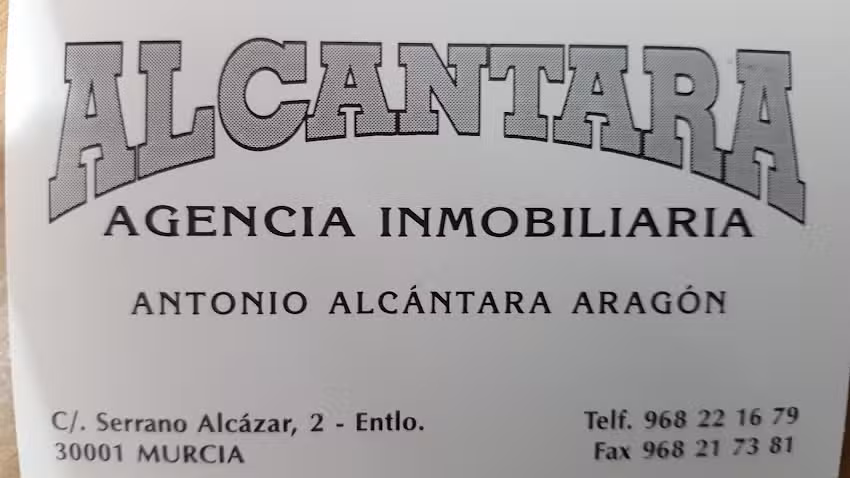 ALCANTARA
AGENCIA INMOBILIARIA
ANTONIO ALCÁNTARA ARAGÓN
C/. Serrano Alcázar, 2 - Entlo.
30001 MURCIA
Telf. 968 22 16 79
Fax 968 21 73 81